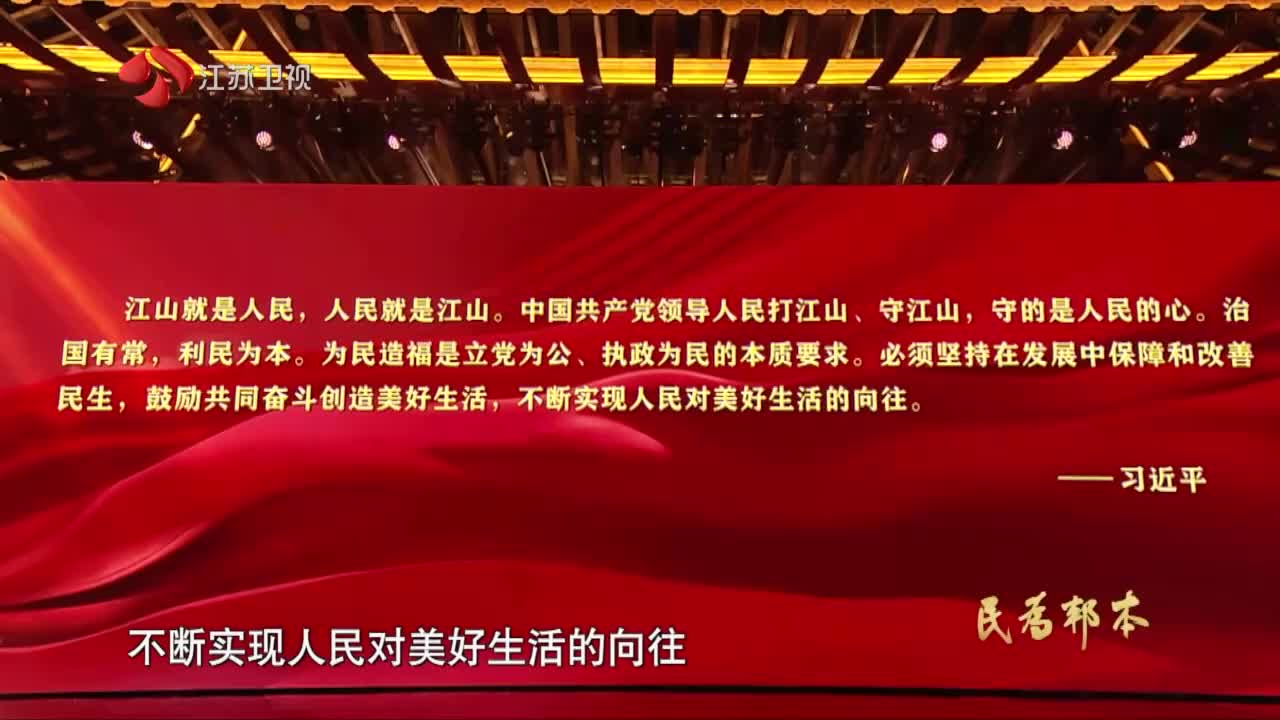 江苏卫视
江山就是人民，人民就是江山。中国共产党领导人民打江山、守江山，守的是人民的心。治
国有常，利民为本。为民造福是立党为公、执政为民的本质要求。必须坚持在发展中保障和改善
民生，鼓励共同奋斗创造美好生活，不断实现人民对美好生活的向往。
——习近平
民为邦本
不断实现人民对美好生活的向往